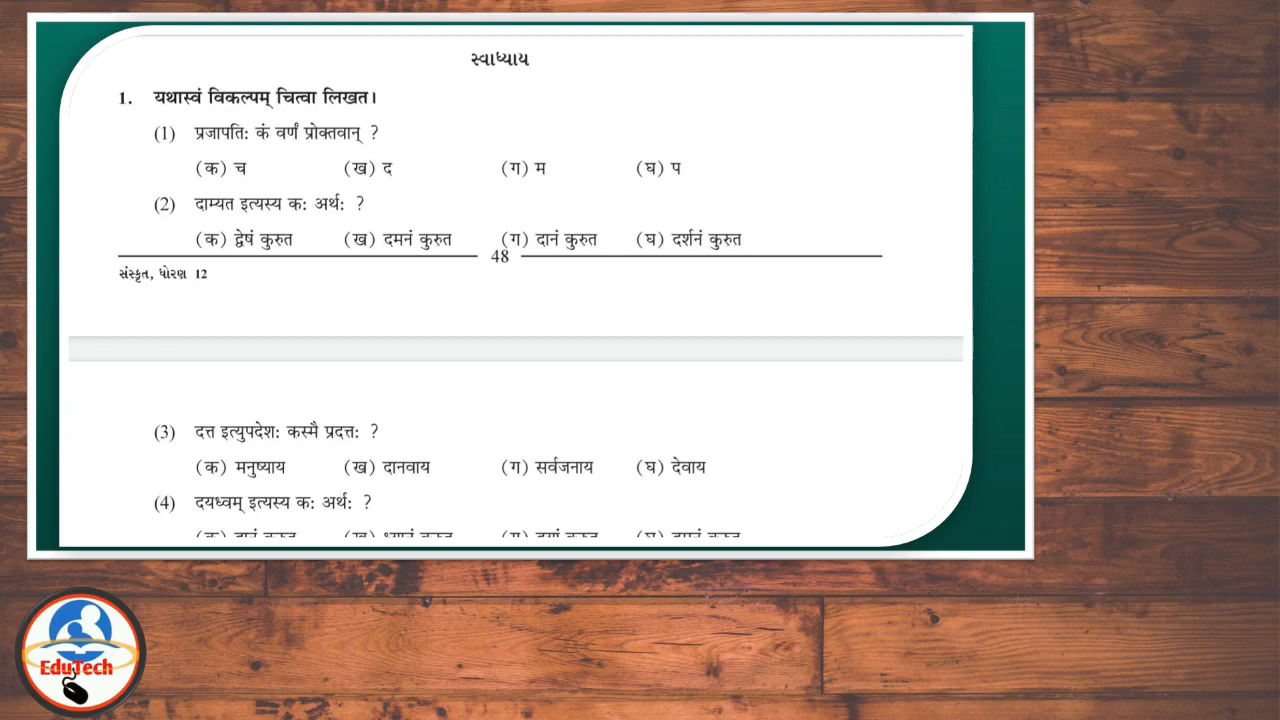 સ્વાધ્યાય
1. यथास्वं विकल्पम् चित्वा लिखत।
(1) प्रजापतिः कं वर्णं प्रोक्तवान् ?
(क) च (ख) द (ग) म (घ) प
(2) दाम्यत इत्यस्य कः अर्थः ?
(क) द्वेषं कुरुत (ख) दमनं कुरुत (ग) दानं कुरुत (घ) दर्शनं कुरुत
48
સંસ્કૃત, ધોરણ 12
(3) दत्त इत्युपदेशः कस्मै प्रदत्तः ?
(क) मनुष्याय (ख) दानवाय (ग) सर्वजनाय (घ) देवाय
(4) दयध्वम् इत्यस्य कः अर्थः ?
EduTech